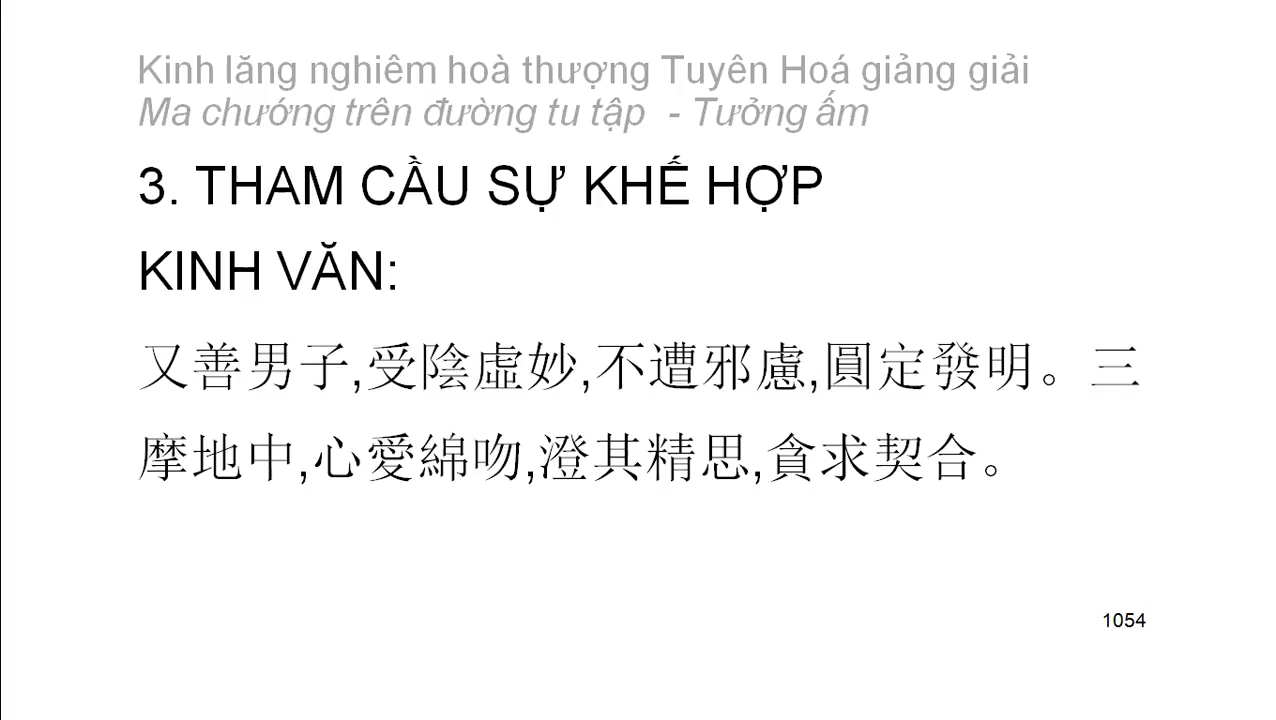 Kinh lăng nghiêm hoà thượng Tuyên Hoá giảng giải
Ma chướng trên đường tu tập - Tưởng ấm
3. THAM CẦU SỰ KHẾ HỢP
KINH VĂN:
又善男子,受陰虛妙,不遭邪慮,圓定發明。三
摩地中,心愛綿吻,澄其精思,貪求契合。
1054